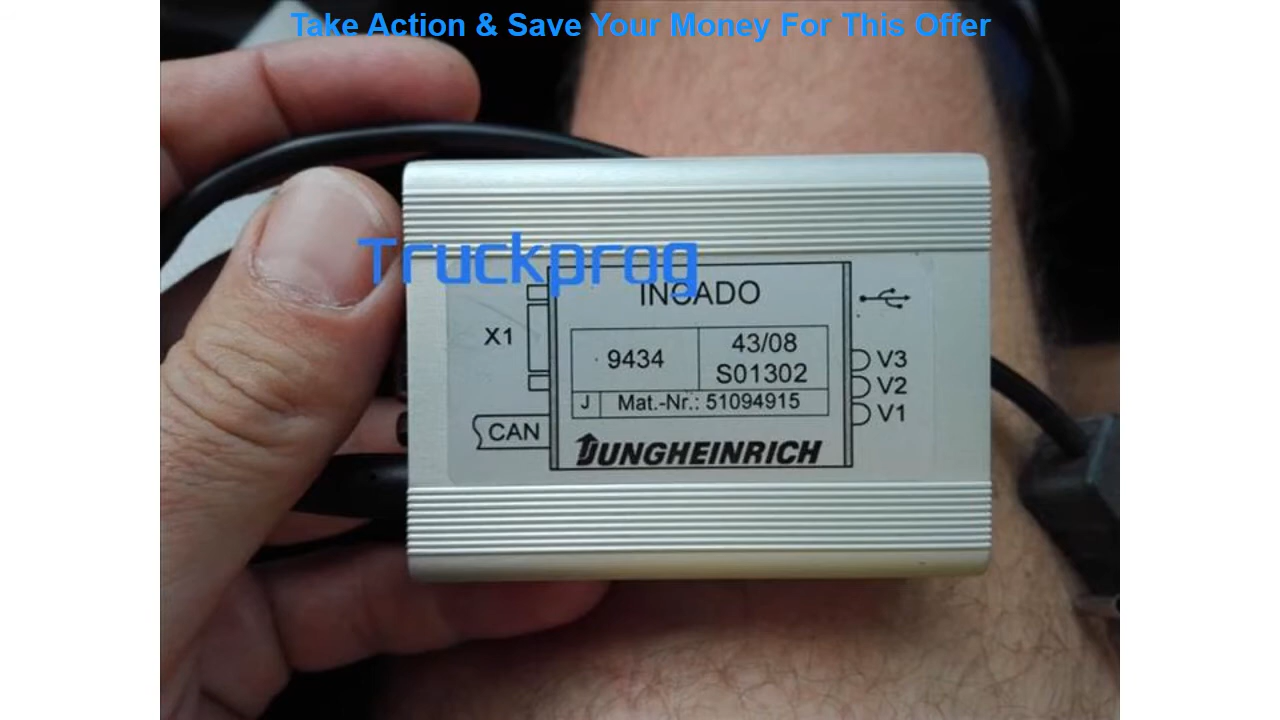 Take Action & Save Your Money For This Offer
Truckprog
INCADO
X1
9434
43/08
S01302
J
Mat.-Nr.: 51094915
V3
V2
V1
CAN
JUNGHEINRICH